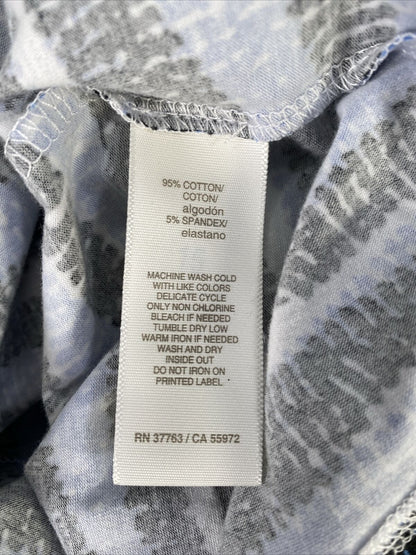 95% COTTON/
COTON/
algodón
5% SPANDEX/
elastano
MACHINE WASH COLD
WITH LIKE COLORS
DELICATE CYCLE
ONLY NON CHLORINE
BLEACH IF NEEDED
TUMBLE DRY LOW
WARM IRON IF NEEDED
WASH AND DRY
INSIDE OUT
DO NOT IRON ON
PRINTED LABEL
RN 37763 / CA 55972